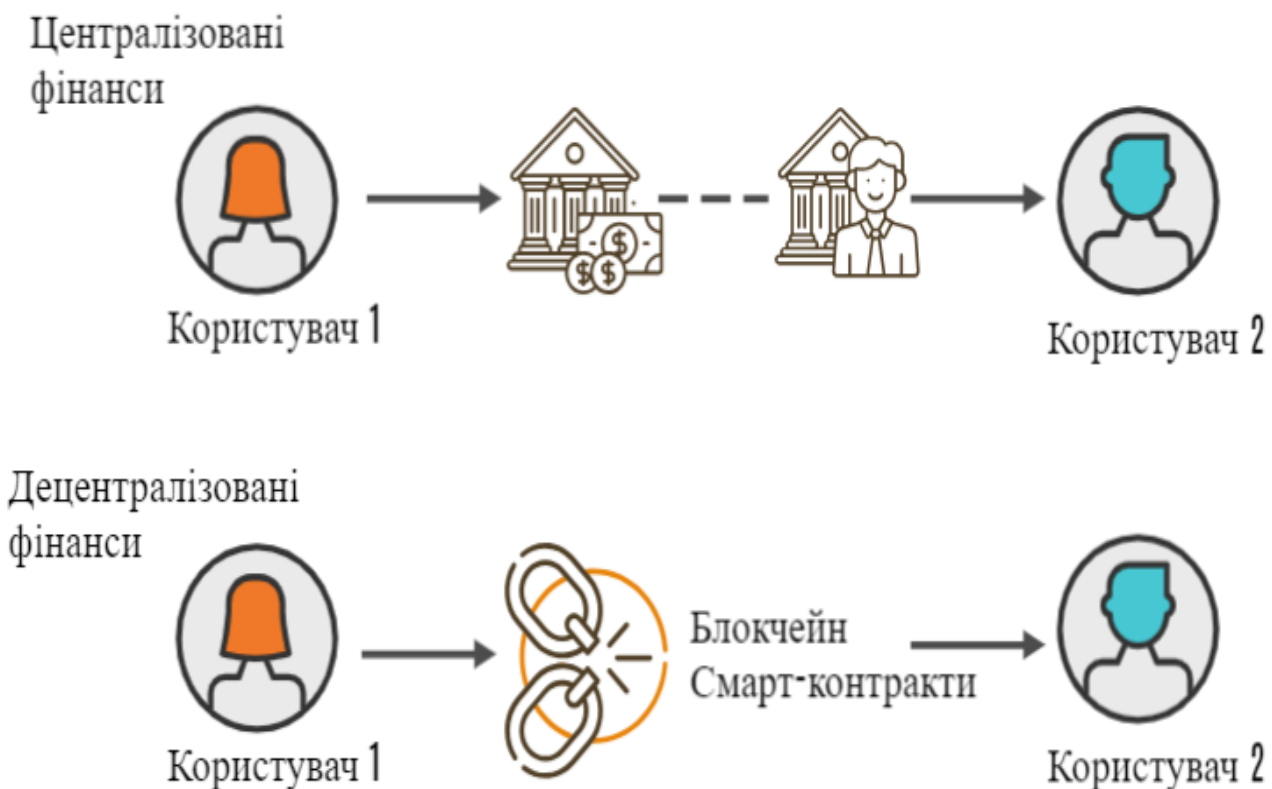 Централізовані
фінанси
Користувач 1
Користувач 2
Децентралізовані
фінанси
Блокчейн
Смарт-контракти
Користувач 1
Користувач 2